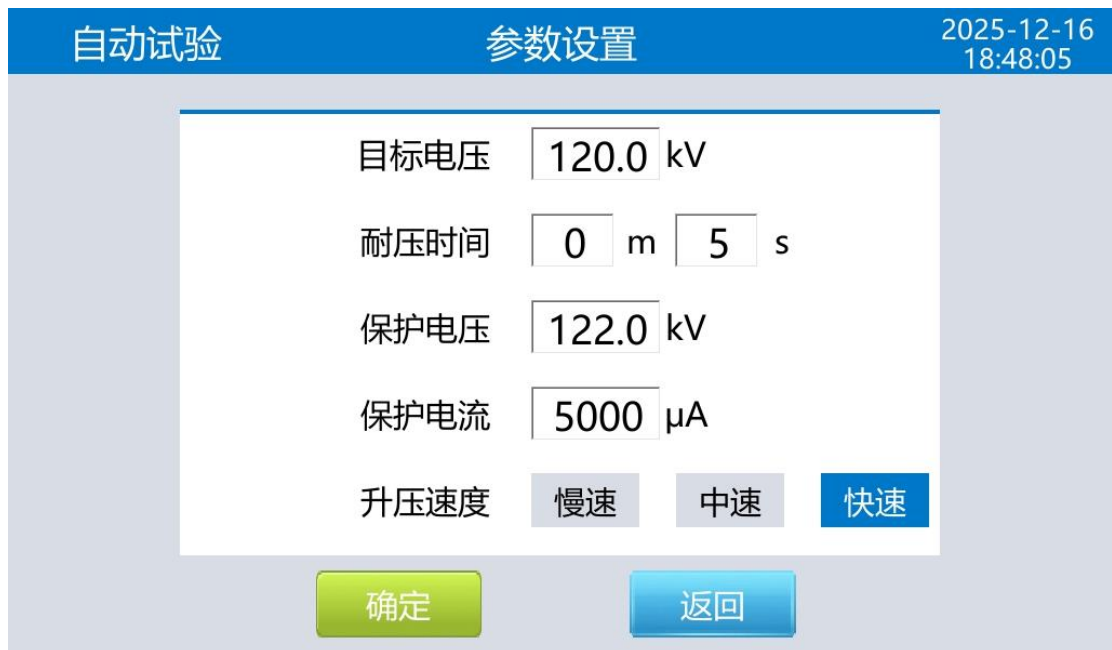 自动试验 参数设置 2025-12-16
18:48:05
目标电压 120.0 kV
耐压时间 0 m 5 s
保护电压 122.0 kV
保护电流 5000 μA
升压速度 慢速 中速 快速
确定 返回